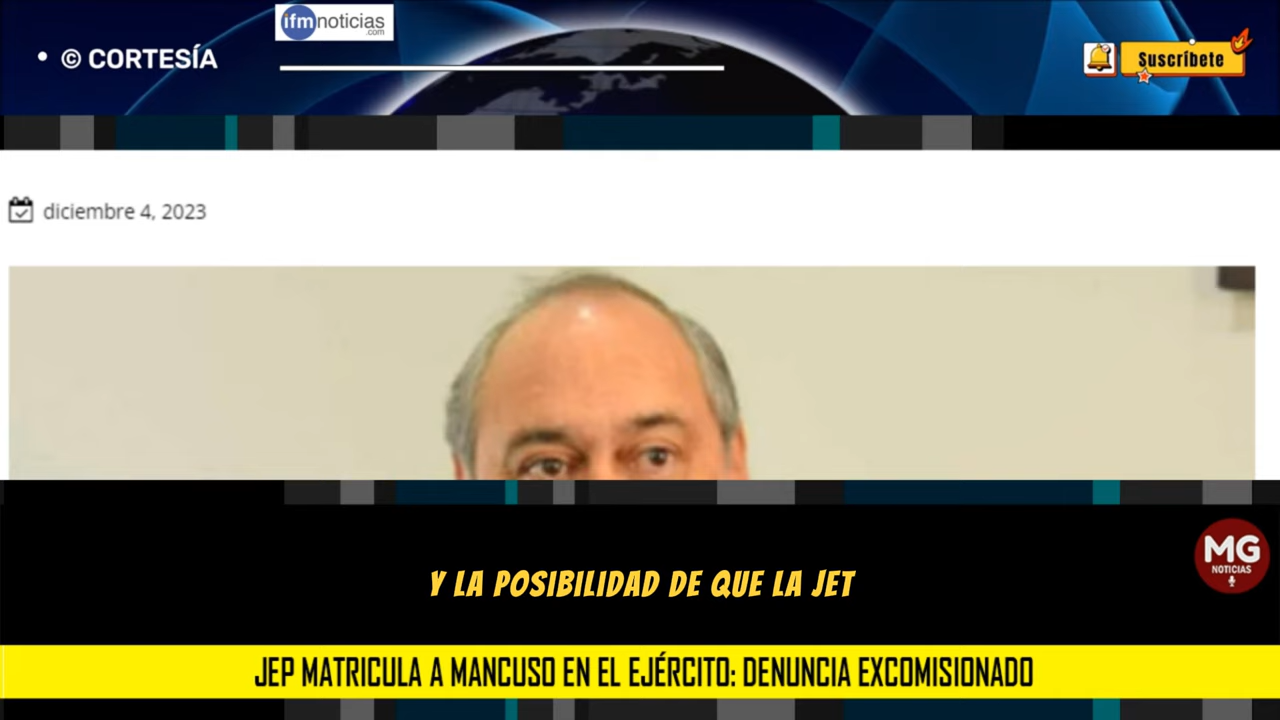 ifmnoticias
.com
• © CORTESÍA
Suscríbete
diciembre 4, 2023
MG
NOTICIAS
Y LA POSIBILIDAD DE QUE LA JET
JEP MATRICULA A MANCUSO EN EL EJÉRCITO: DENUNCIA EXCOMISIONADO